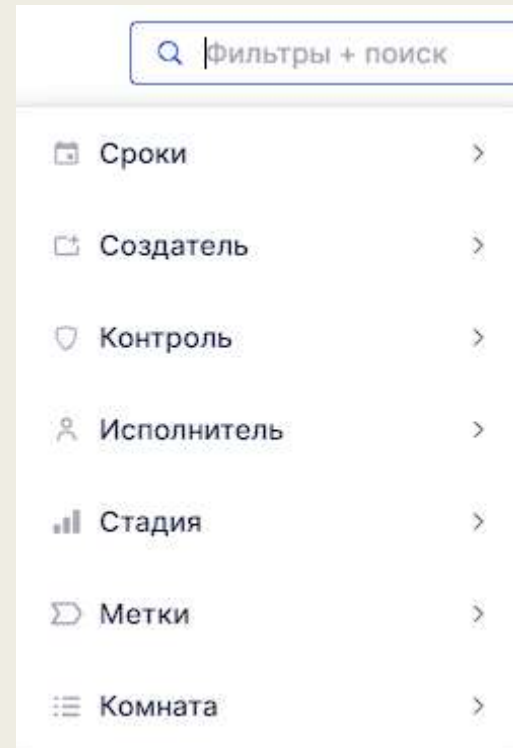 Фильтры + поиск
Сроки
Создатель
Контроль
Исполнитель
Стадия
Метки
Комната